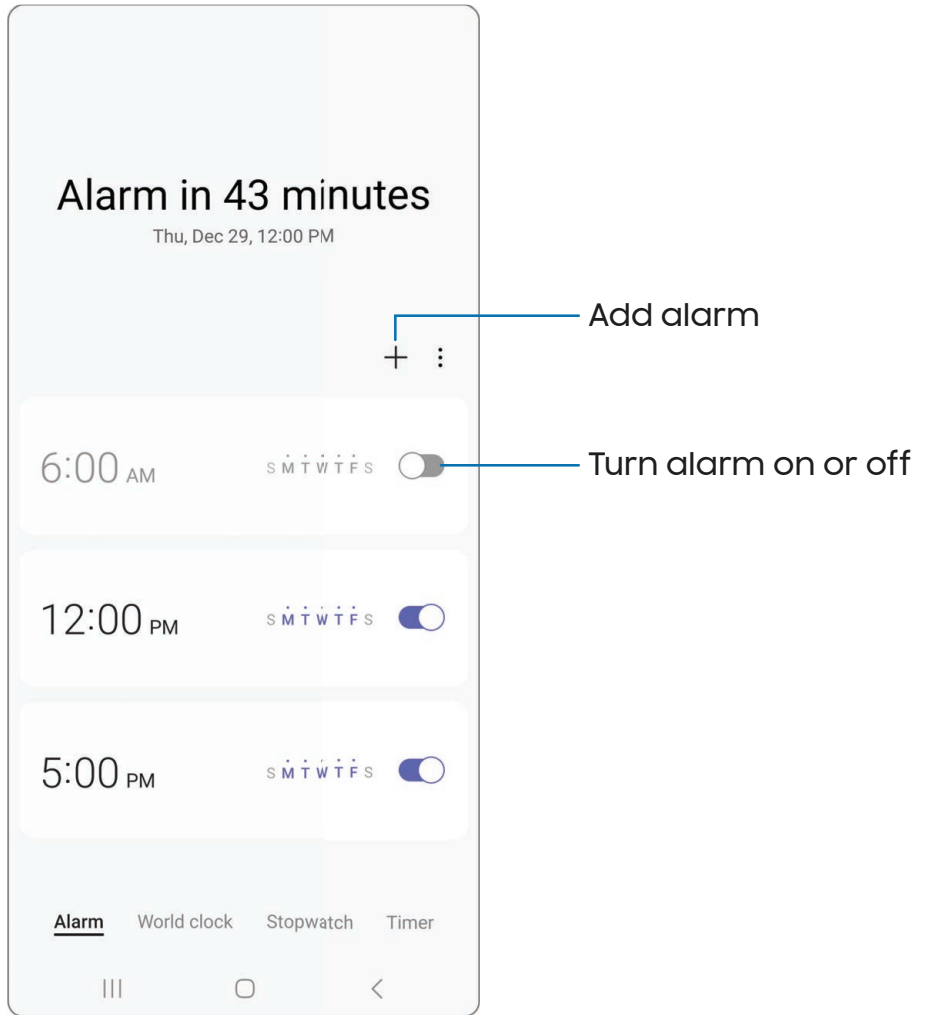 Alarm in 43 minutes
Thu, Dec 29, 12:00 PM
Add alarm
6:00 AM S M T W T F S
Turn alarm on or off
12:00 PM S M T W T F S
5:00 PM S M T W T F S
Alarm World clock Stopwatch Timer